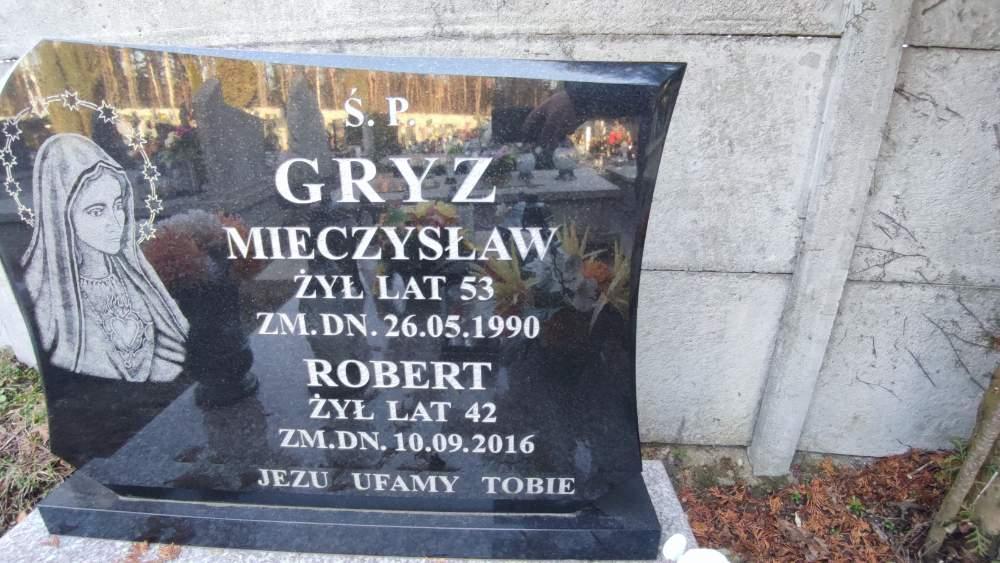 Ś. P.
GRYZ
MIECZYSŁAW
ŻYŁ LAT 53
ZM.DN. 26.05.1990
ROBERT
ŻYŁ LAT 42
ZM.DN. 10.09.2016
JEZU UFAMY TOBIE